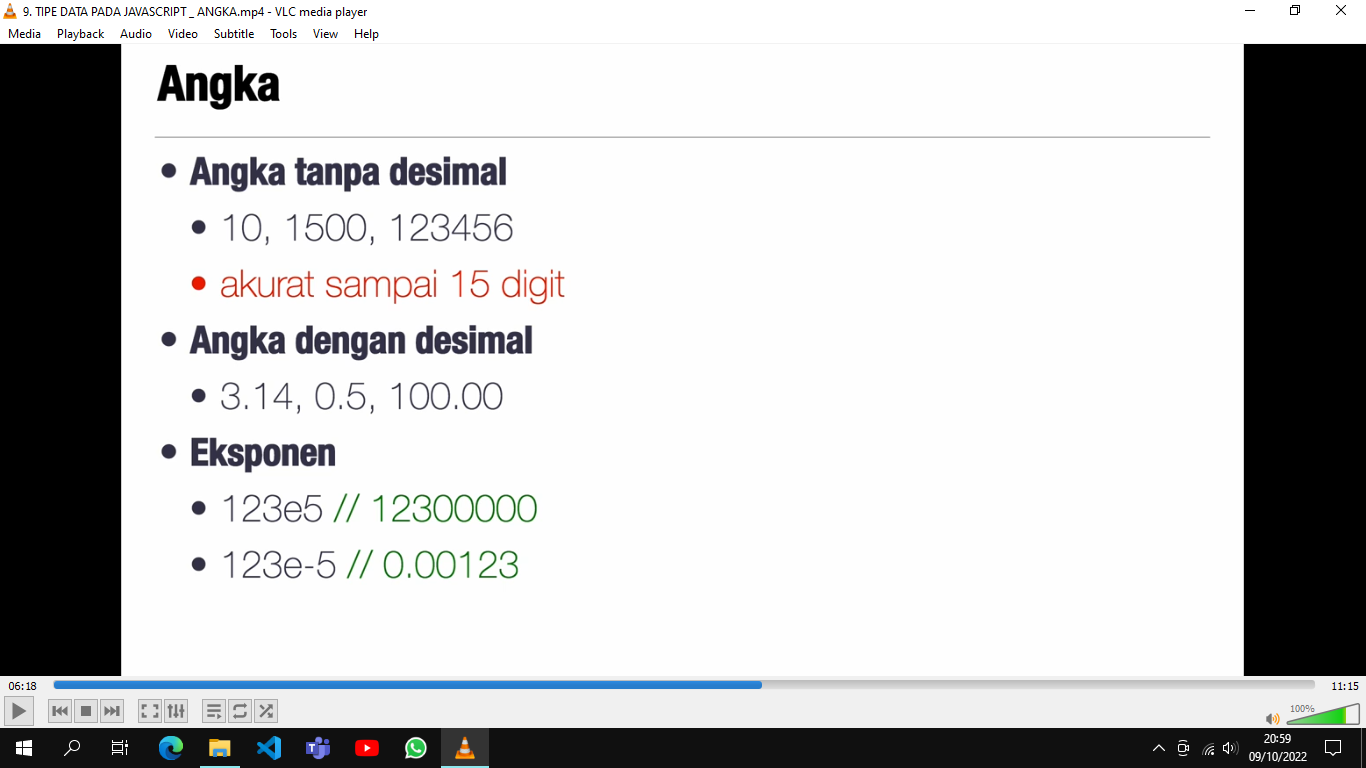 9. TIPE DATA PADA JAVASCRIPT _ ANGKA.mp4 - VLC media player
Media Playback Audio Video Subtitle Tools View Help
Angka
• Angka tanpa desimal
• 10, 1500, 123456
• akurat sampai 15 digit
• Angka dengan desimal
• 3.14, 0.5, 100.00
• Eksponen
• 123e5 // 12300000
• 123e-5 // 0.00123
06:18 11:15
100%
20:59
09/10/2022